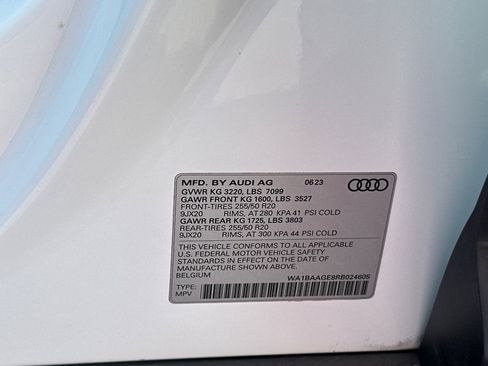 MFD. BY AUDI AG 06 23
GVWR KG 3220, LBS 7099
GAWR FRONT KG 1600, LBS 3527
FRONT-TIRES 255/50 R20
9JX20 RIMS, AT 280 KPA 41 PSI COLD
GAWR REAR KG 1725, LBS 3803
REAR-TIRES 255/50 R20
9JX20 RIMS, AT 300 KPA 44 PSI COLD
THIS VEHICLE CONFORMS TO ALL APPLICABLE
U.S. FEDERAL MOTOR VEHICLE SAFETY
STANDARDS IN EFFECT ON THE DATE OF
MANUFACTURE SHOWN ABOVE.
BELGIUM WA1BAAGE8RB024605
TYPE:
MPV